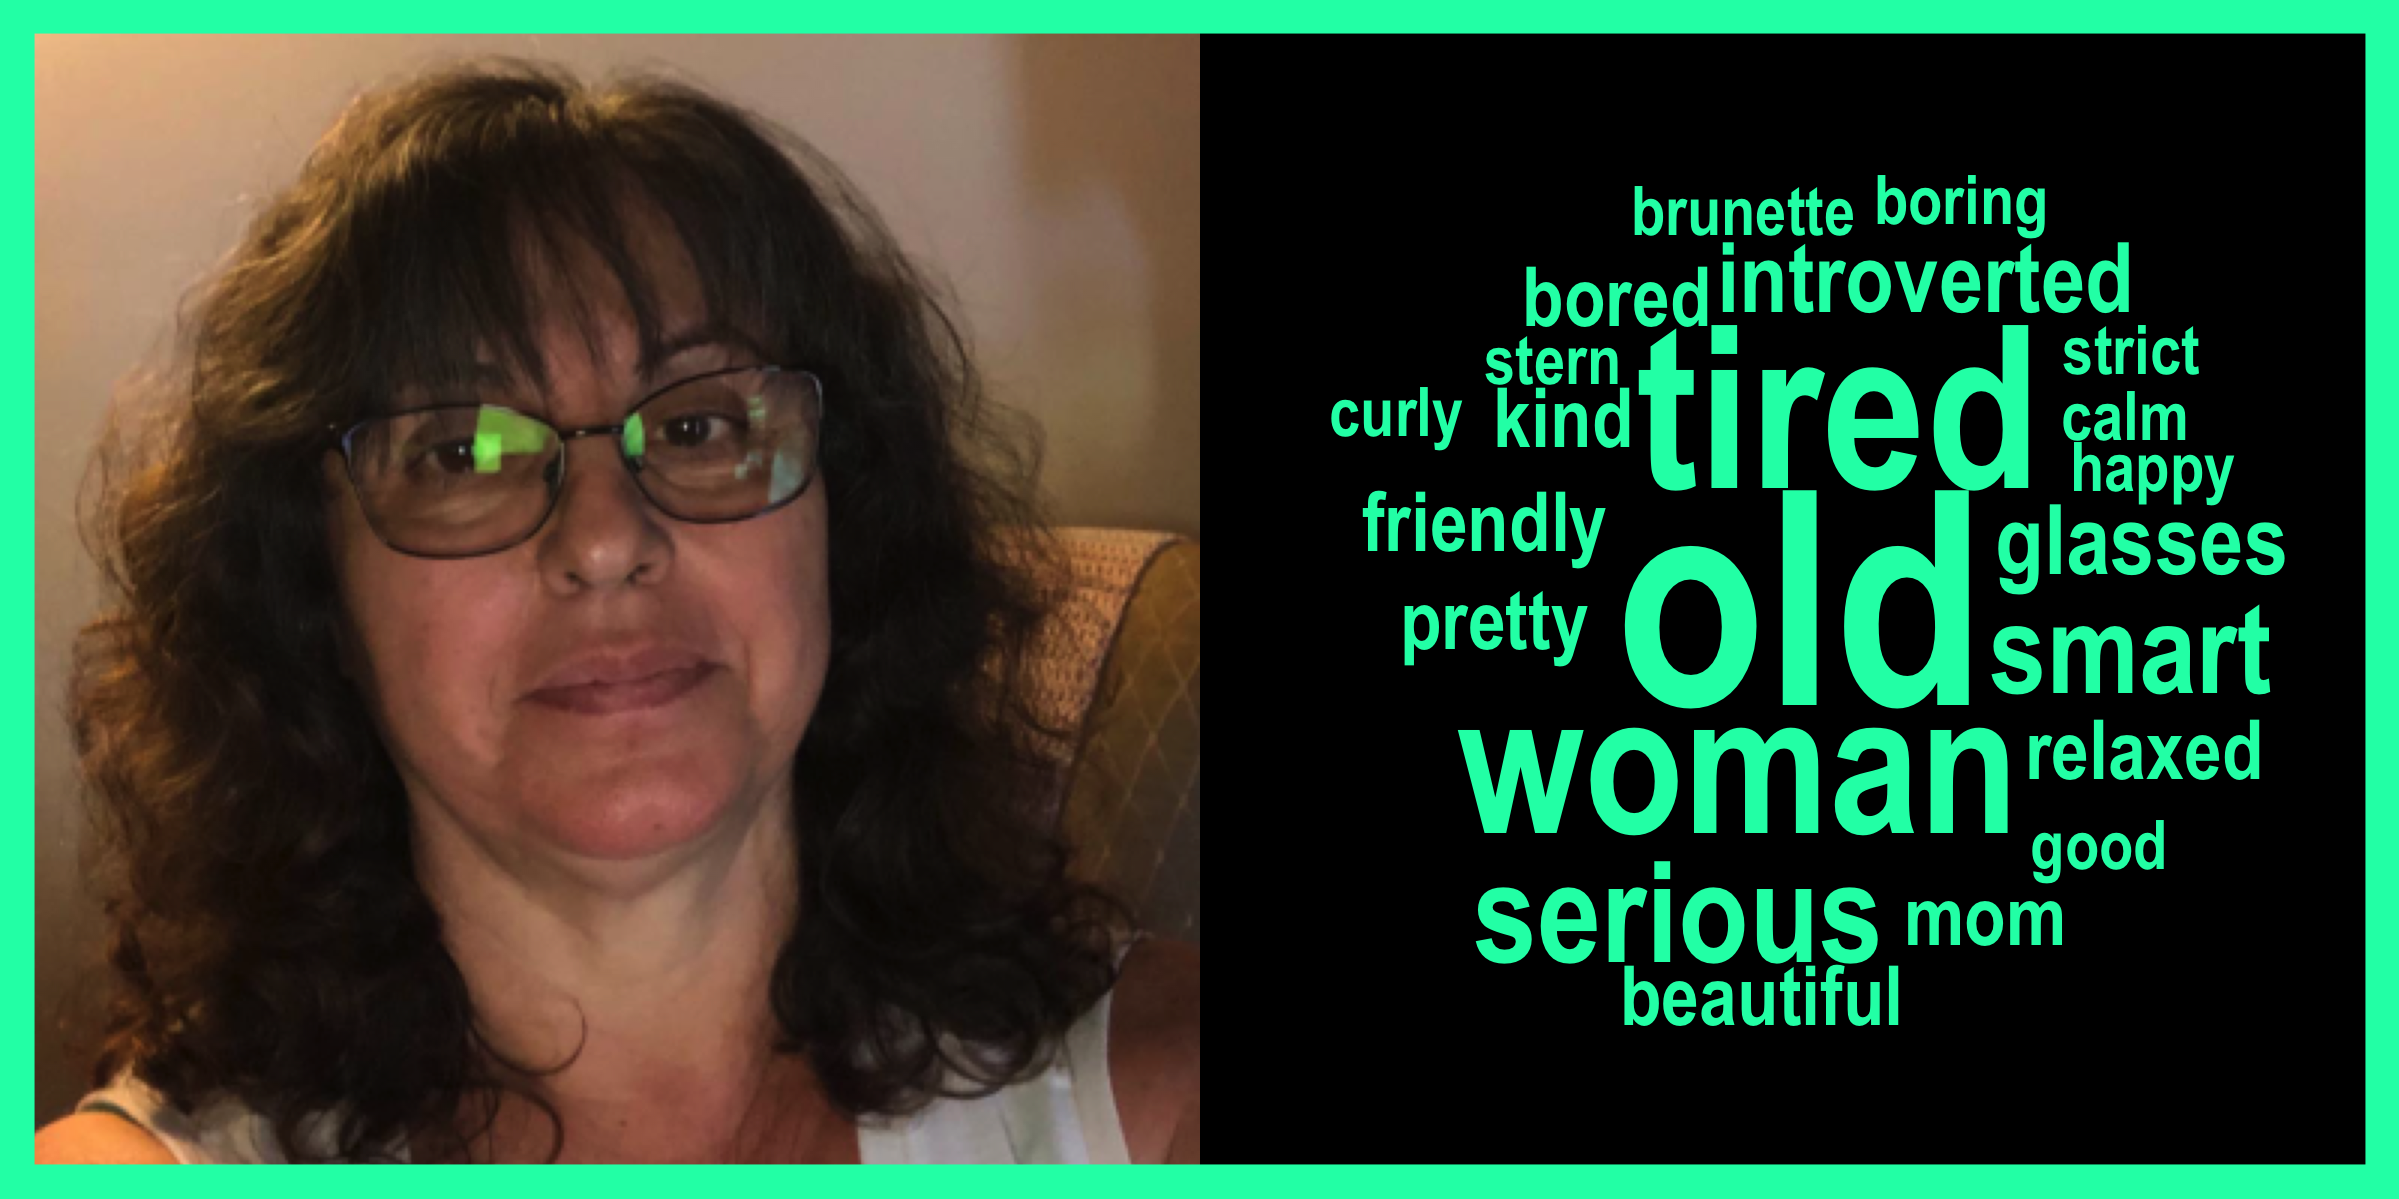 brunette boring
bored introverted
stern tired strict
curly kind calm
happy
friendly old glasses
pretty smart
woman relaxed
good
serious mom
beautiful